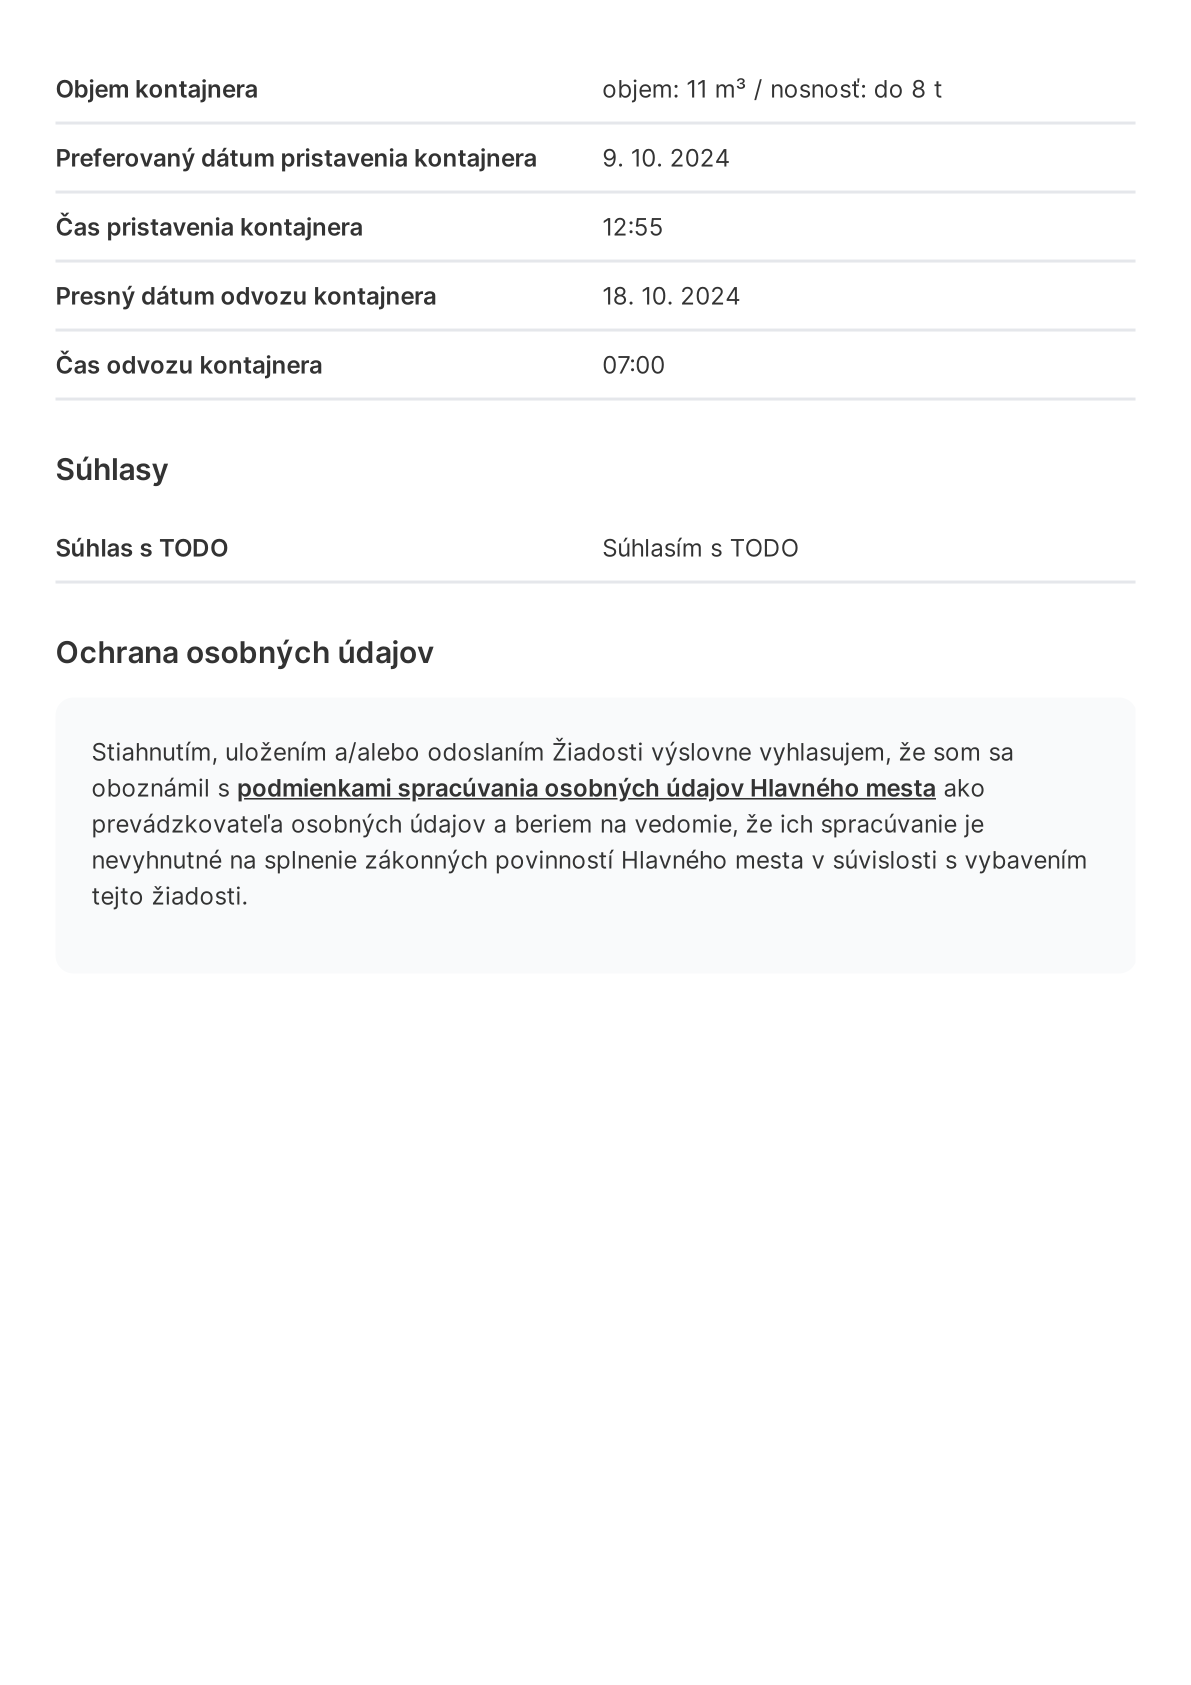 Objem kontajnera objem: 11 m³ / nosnosť: do 8 t
Preferovaný dátum pristavenia kontajnera 9. 10. 2024
Čas pristavenia kontajnera 12:55
Presný dátum odvozu kontajnera 18. 10. 2024
Čas odvozu kontajnera 07:00
Súhlasy
Súhlas s TODO Súhlasím s TODO
Ochrana osobných údajov
Stiahnutím, uložením a/alebo odoslaním Žiadosti výslovne vyhlasujem, že som sa
oboznámil s podmienkami spracúvania osobných údajov Hlavného mesta ako
prevádzkovateľa osobných údajov a beriem na vedomie, že ich spracúvanie je
nevyhnutné na splnenie zákonných povinností Hlavného mesta v súvislosti s vybavením
tejto žiadosti.